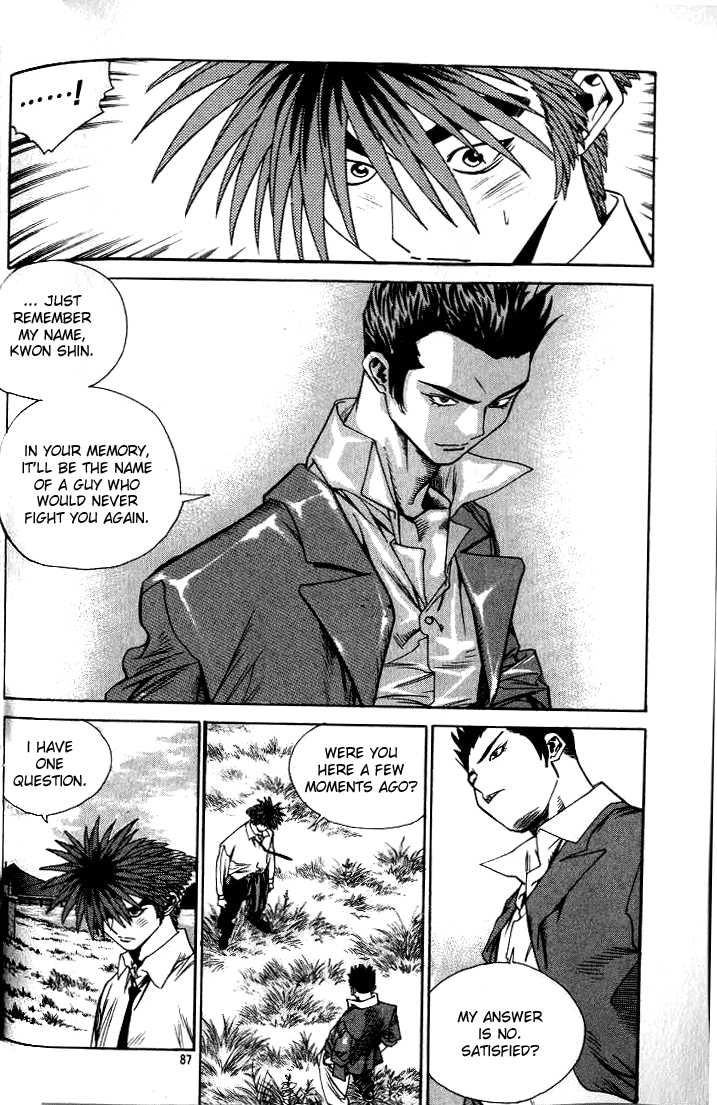 ......!
... JUST
REMEMBER
MY NAME,
KWON SHIN.
IN YOUR MEMORY,
IT'LL BE THE NAME
OF A GUY WHO
WOULD NEVER
FIGHT YOU AGAIN.
I HAVE
ONE
QUESTION.
WERE YOU
HERE A FEW
MOMENTS AGO?
MY ANSWER
IS NO.
SATISFIED?
87